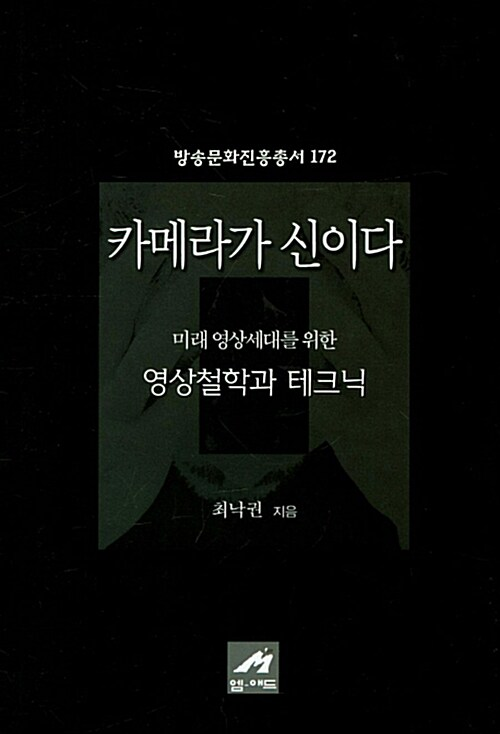 방송문화진흥총서 172
카메라가 신이다
미래 영상세대를 위한
영상철학과 테크닉
최낙권 지음
엠-애드